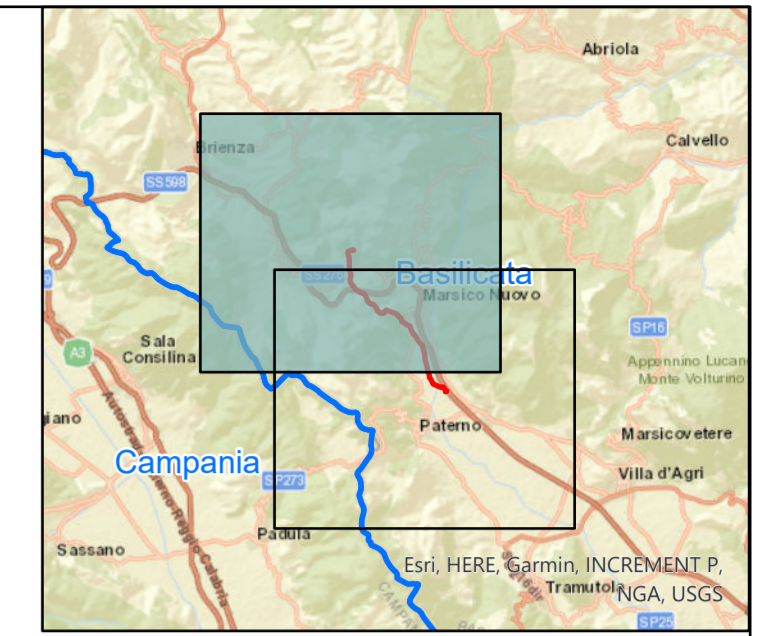 Abriola
Calvello
Brienza
SS598
Basilicata
SS276
Marsico Nuovo
SP16
Sala
Consilina
A3
Appennino Lucan
Monte Volturino
iano
Paterno
Marsicovetere
Campania
SP273
Villa d'Agri
Padula
Sassano
Esri, HERE, Garmin, INCREMENT P,
Tramutola
NGA, USGS
SP25